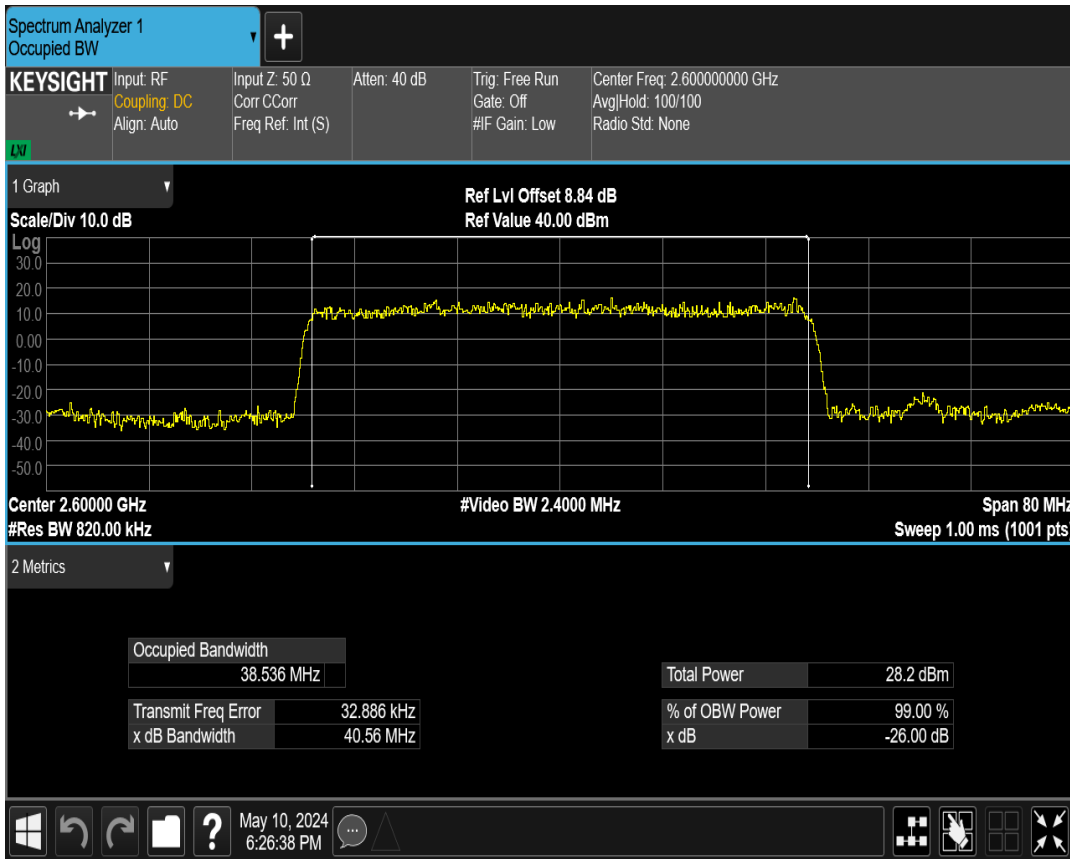 Spectrum Analyzer 1
Occupied BW
+
KEYSIGHT
LXI
Input: RF
Coupling: DC
Align: Auto
Input Z: 50 Ω
Corr CCorr
Freq Ref: Int (S)
Atten: 40 dB
Trig: Free Run
Gate: Off
#IF Gain: Low
Center Freq: 2.600000000 GHz
Avg|Hold: 100/100
Radio Std: None
1 Graph
Scale/Div 10.0 dB
Ref Lvl Offset 8.84 dB
Ref Value 40.00 dBm
Log
30.0
20.0
10.0
0.00
-10.0
-20.0
-30.0
-40.0
-50.0
Center 2.60000 GHz
#Res BW 820.00 kHz
#Video BW 2.4000 MHz
Span 80 MHz
Sweep 1.00 ms (1001 pts)
2 Metrics
Occupied Bandwidth
38.536 MHz
Transmit Freq Error 32.886 kHz
x dB Bandwidth 40.56 MHz
Total Power 28.2 dBm
% of OBW Power 99.00 %
x dB -26.00 dB
?
May 10, 2024
6:26:38 PM